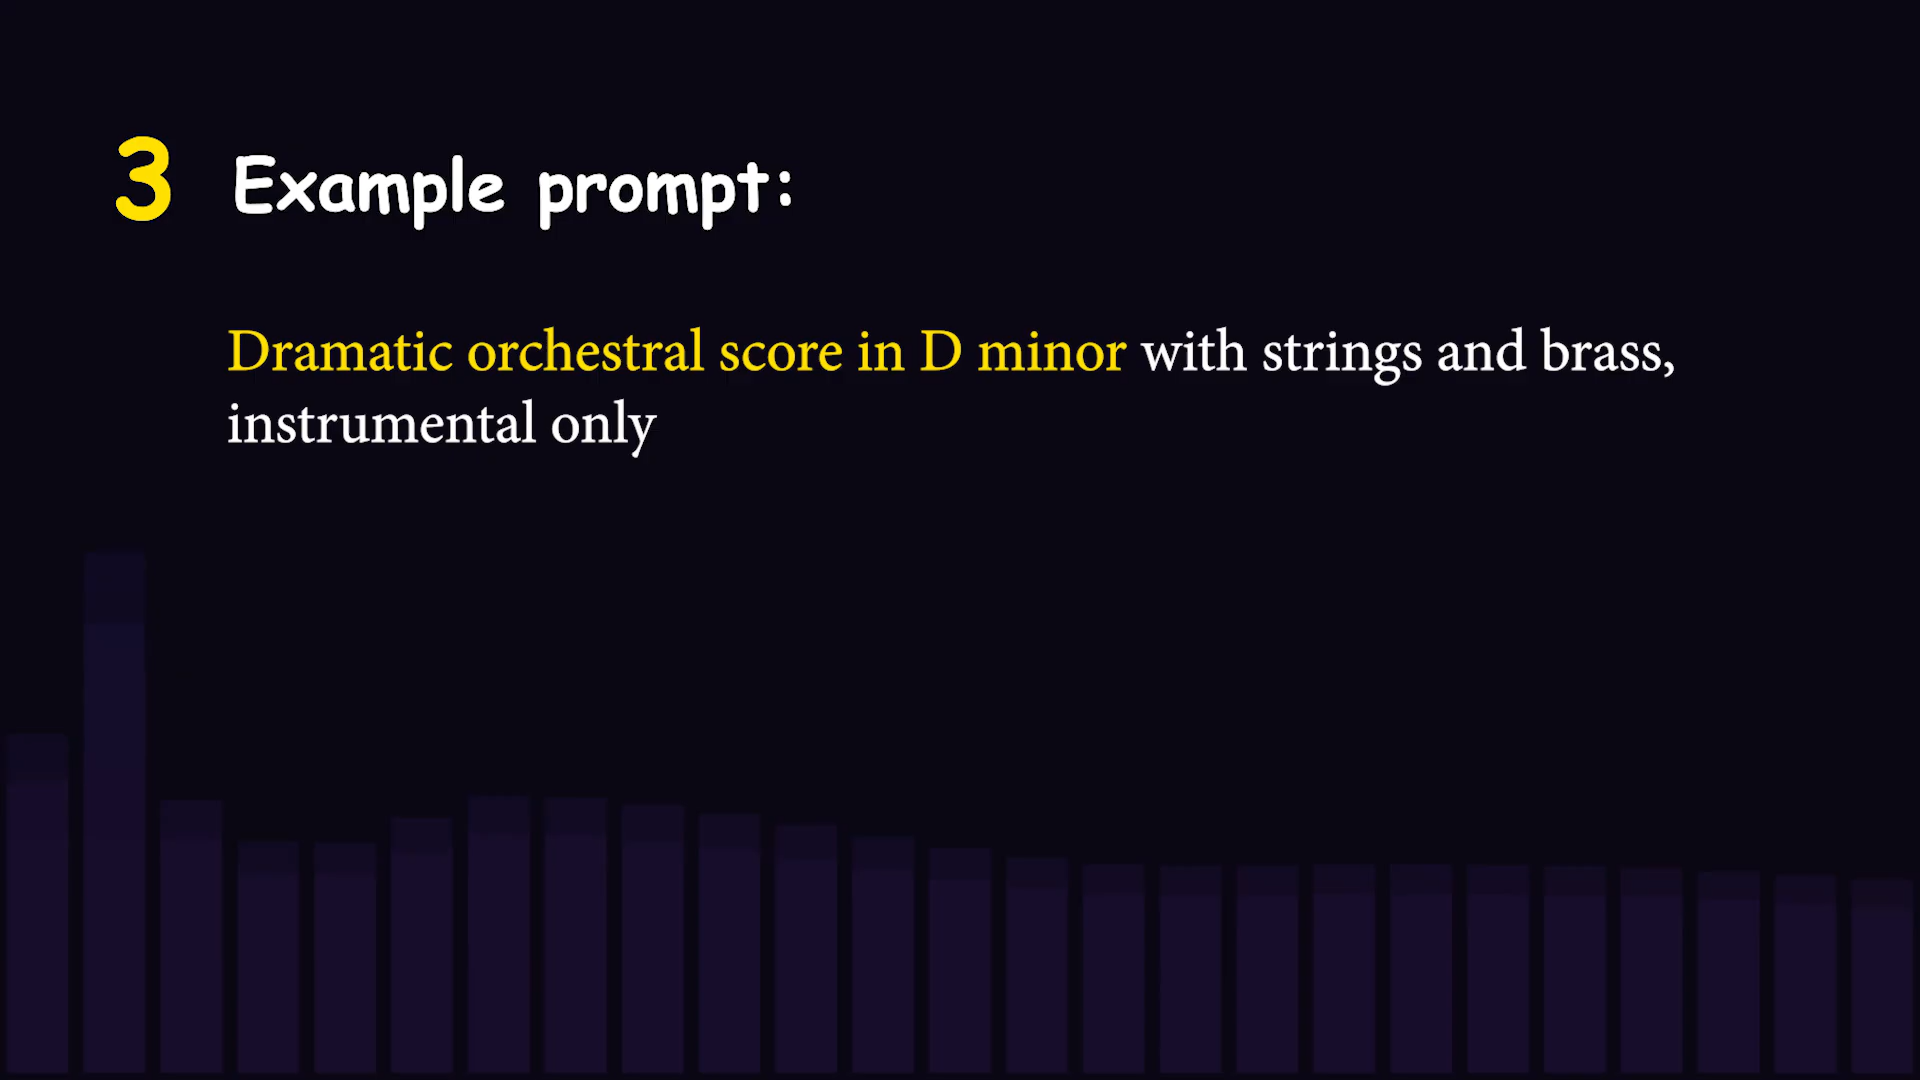 3 Example prompt:
Dramatic orchestral score in D minor with strings and brass,
instrumental only